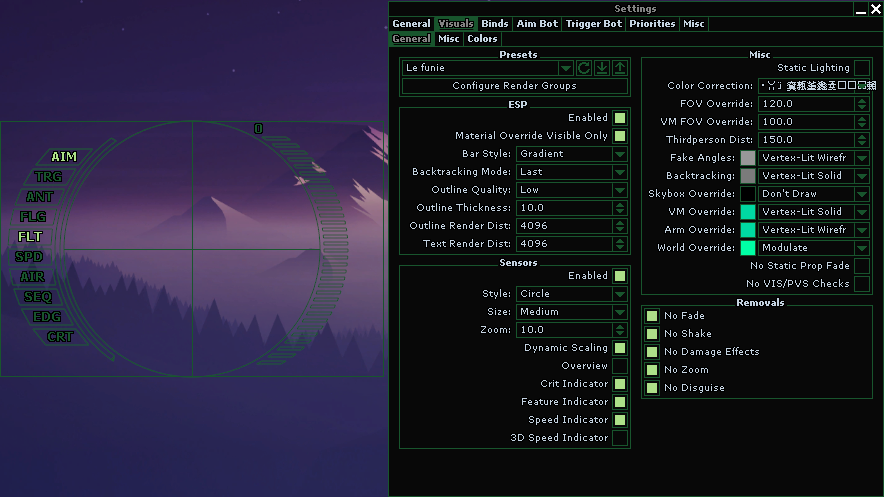 Settings
General Visuals Binds Aim Bot Trigger Bot Priorities Misc
General Misc Colors
0
AIM
TRG
ANT
FLG
FLT
SPD
AIR
SEQ
EDG
CRT
Presets
Le funie
Configure Render Groups
ESP
Enabled
Material Override Visible Only
Bar Style: Gradient
Backtracking Mode: Last
Outline Quality: Low
Outline Thickness: 10.0
Outline Render Dist: 4096
Text Render Dist: 4096
Sensors
Enabled
Style: Circle
Size: Medium
Zoom: 10.0
Dynamic Scaling
Overview
Crit Indicator
Feature Indicator
Speed Indicator
3D Speed Indicator
Misc
Static Lighting
Color Correction:
FOV Override: 120.0
VM FOV Override: 100.0
Thirdperson Dist: 150.0
Fake Angles: Vertex-Lit Wirefr
Backtracking: Vertex-Lit Solid
Skybox Override: Don't Draw
VM Override: Vertex-Lit Solid
Arm Override: Vertex-Lit Wirefr
World Override: Modulate
No Static Prop Fade
No VIS/PVS Checks
Removals
No Fade
No Shake
No Damage Effects
No Zoom
No Disguise